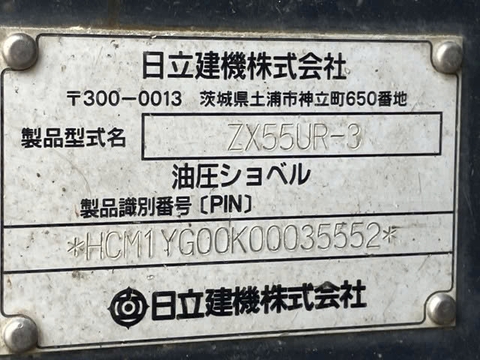 日立建機株式会社
〒300-0013 茨城県土浦市神立町650番地
製品型式名 ZX55UR-3
油圧ショベル
製品識別番号〔PIN〕
*HCM1YG00K00035552*
日立建機株式会社